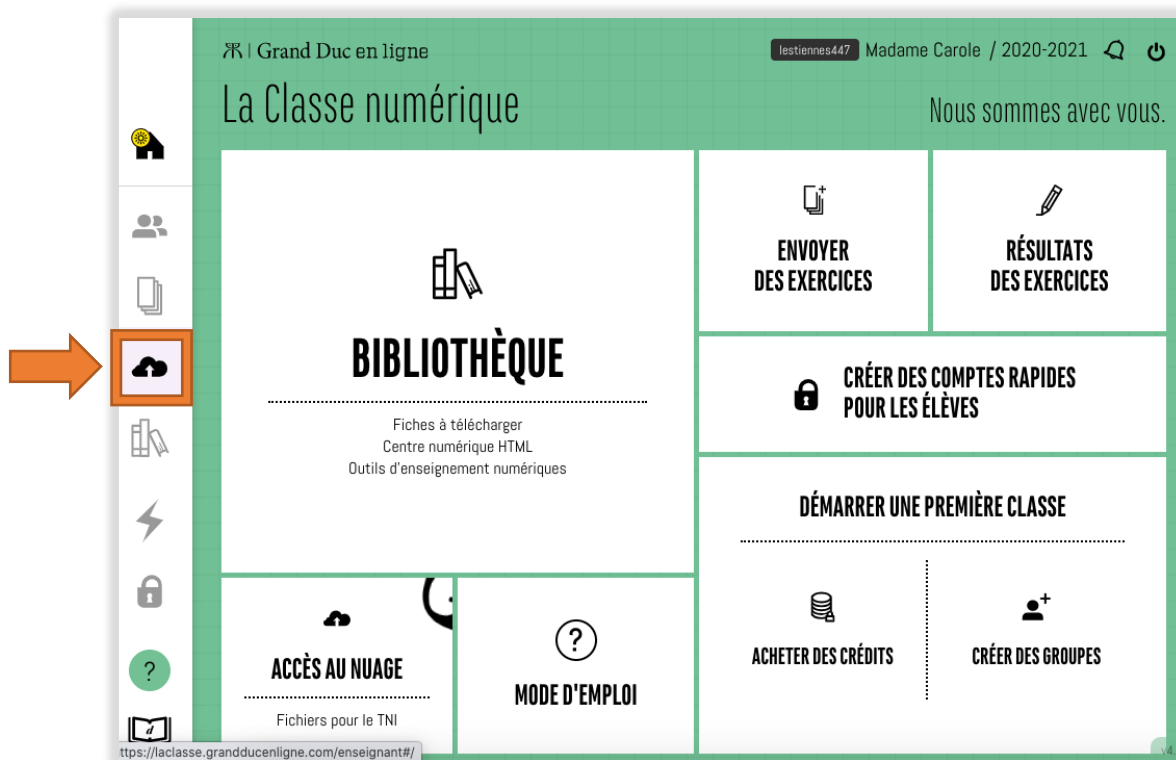 Grand Duc en ligne
lestiennes447 Madame Carole / 2020-2021
La Classe numérique
Nous sommes avec vous.
BIBLIOTHÈQUE
Fiches à télécharger
Centre numérique HTML
Outils d'enseignement numériques
ENVOYER
DES EXERCICES
RÉSULTATS
DES EXERCICES
CRÉER DES COMPTES RAPIDES
POUR LES ÉLÈVES
DÉMARRER UNE PREMIÈRE CLASSE
ACHETER DES CRÉDITS
CRÉER DES GROUPES
ACCÈS AU NUAGE
Fichiers pour le TNI
?
MODE D'EMPLOI
?
d
ttps://laclasse.grandducenligne.com/enseignant#/
v4.